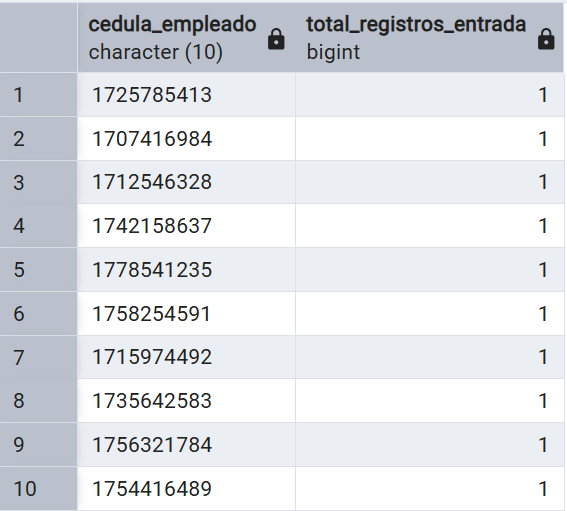 cedula_empleado total_registros_entrada
character (10) bigint
1 1725785413 1
2 1707416984 1
3 1712546328 1
4 1742158637 1
5 1778541235 1
6 1758254591 1
7 1715974492 1
8 1735642583 1
9 1756321784 1
10 1754416489 1